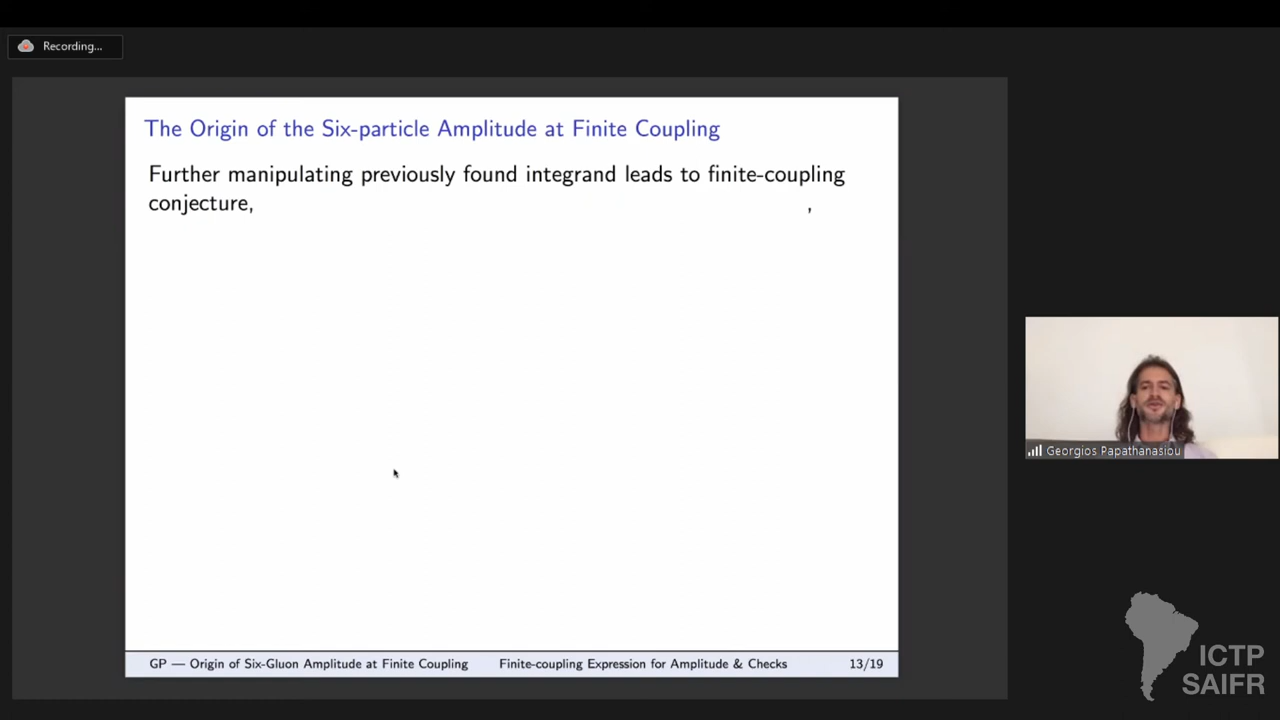 Recording...
The Origin of the Six-particle Amplitude at Finite Coupling
Further manipulating previously found integrand leads to finite-coupling
conjecture, ,
Georgios Papathanasiou
GP — Origin of Six-Gluon Amplitude at Finite Coupling Finite-coupling Expression for Amplitude & Checks 13/19
ICTP
SAIFR